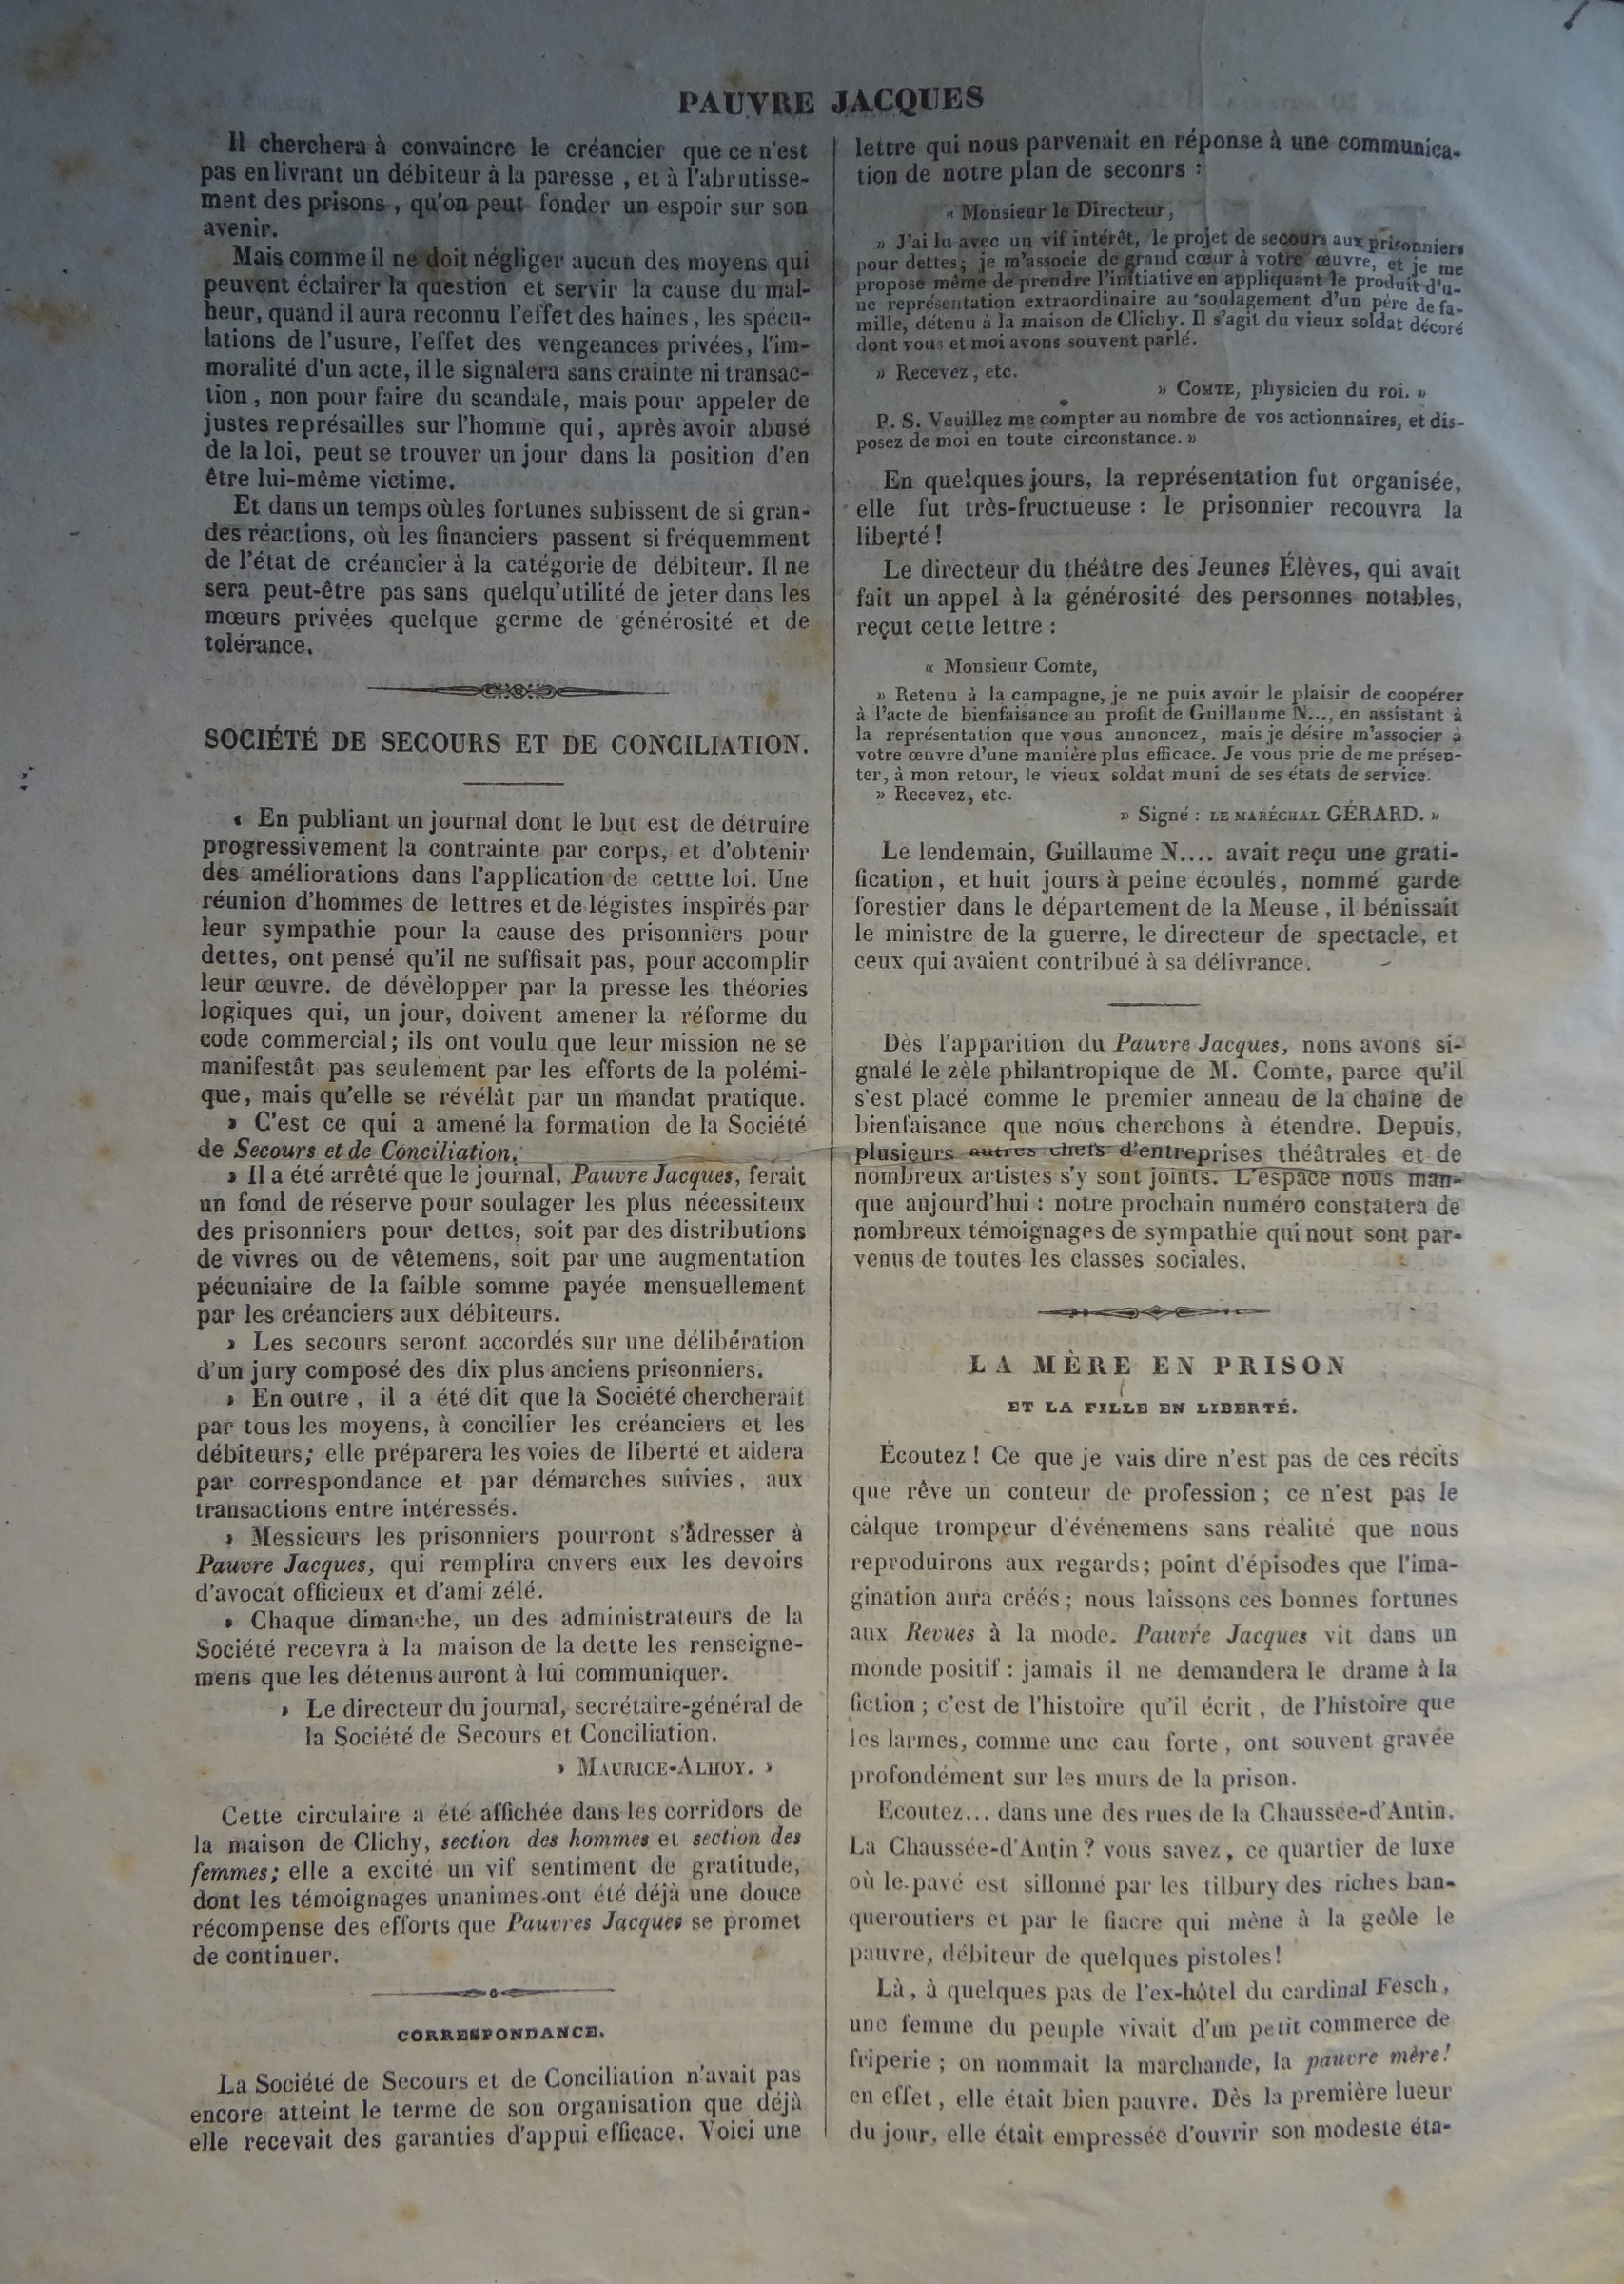 PAUVRE JACQUES
Il cherchera à convaincre le créancier que ce n'est
pas en livrant un débiteur à la paresse, et à l'abrutisse-
ment des prisons, qu'on peut fonder un espoir sur son
avenir.
Mais comme il ne doit négliger aucun des moyens qui
peuvent éclairer la question et servir la cause du mal-
heur, quand il aura reconnu l'effet des haines, les spécu-
lations de l'usure, l'effet des vengeances privées, l'im-
moralité d'un acte, il le signalera sans crainte ni transac-
tion, non pour faire du scandale, mais pour appeler de
justes représailles sur l'homme qui, après avoir abusé
de la loi, peut se trouver un jour dans la position d'en
être lui-même victime.
Et dans un temps où les fortunes subissent de si gran-
des réactions, où les financiers passent si fréquemment
de l'état de créancier à la catégorie de débiteur. Il ne
sera peut-être pas sans quelqu'utilité de jeter dans les
mœurs privées quelque germe de générosité et de
tolérance.
SOCIÉTÉ DE SECOURS ET DE CONCILIATION.
« En publiant un journal dont le but est de détruire
progressivement la contrainte par corps, et d'obtenir
des améliorations dans l'application de cettte loi. Une
réunion d'hommes de lettres et de légistes inspirés par
leur sympathie pour la cause des prisonniers pour
dettes, ont pensé qu'il ne suffisait pas, pour accomplir
leur œuvre. de dévèlopper par la presse les théories
logiques qui, un jour, doivent amener la réforme du
code commercial; ils ont voulu que leur mission ne se
manifestât pas seulement par les efforts de la polémi-
que, mais qu'elle se révélât par un mandat pratique.
» C'est ce qui a amené la formation de la Société
de Secours et de Conciliation.
» Il a été arrêté que le journal, Pauvre Jacques, ferait
un fond de réserve pour soulager les plus nécessiteux
des prisonniers pour dettes, soit par des distributions
de vivres ou de vêtemens, soit par une augmentation
pécuniaire de la faible somme payée mensuellement
par les créanciers aux débiteurs.
» Les secours seront accordés sur une délibération
d'un jury composé des dix plus anciens prisonniers.
» En outre, il a été dit que la Société chercherait
par tous les moyens, à concilier les créanciers et les
débiteurs; elle préparera les voies de liberté et aidera
par correspondance et par démarches suivies, aux
transactions entre intéressés.
» Messieurs les prisonniers pourront s'adresser à
Pauvre Jacques, qui remplira envers eux les devoirs
d'avocat officieux et d'ami zélé.
» Chaque dimanche, un des administrateurs de la
Société recevra à la maison de la dette les renseigne-
mens que les détenus auront à lui communiquer.
» Le directeur du journal, secrétaire-général de
la Société de Secours et Conciliation.
» MAURICE-ALHOY. »
Cette circulaire a été affichée dans les corridors de
la maison de Clichy, section des hommes et section des
femmes; elle a excité un vif sentiment de gratitude,
dont les témoignages unanimes ont été déjà une douce
récompense des efforts que Pauvres Jacques se promet
de continuer.
CORRESPONDANCE.
La Société de Secours et de Conciliation n'avait pas
encore atteint le terme de son organisation que déjà
elle recevait des garanties d'appui efficace. Voici une
lettre qui nous parvenait en réponse à une communica-
tion de notre plan de seconrs :
« Monsieur le Directeur,
» J'ai lu avec un vif intérêt, le projet de secours aux prisonniers
pour dettes; je m'associe de grand cœur à votre œuvre, et je me
propose même de prendre l'initiative en appliquant le produit d'u-
ne représentation extraordinaire au soulagement d'un père de fa-
mille, détenu à la maison de Clichy. Il s'agit du vieux soldat décoré
dont vous et moi avons souvent parlé.
» Recevez, etc.
» COMTE, physicien du roi. »
P. S. Veuillez me compter au nombre de vos actionnaires, et dis-
posez de moi en toute circonstance. »
En quelques jours, la représentation fut organisée,
elle fut très-fructueuse : le prisonnier recouvra la
liberté !
Le directeur du théâtre des Jeunes Élèves, qui avait
fait un appel à la générosité des personnes notables,
reçut cette lettre :
« Monsieur Comte,
» Retenu à la campagne, je ne puis avoir le plaisir de coopérer
à l'acte de bienfaisance au profit de Guillaume N..., en assistant à
la représentation que vous annoncez, mais je désire m'associer à
votre œuvre d'une manière plus efficace. Je vous prie de me présen-
ter, à mon retour, le vieux soldat muni de ses états de service.
» Recevez, etc.
» Signé : LE MARÉCHAL GÉRARD. »
Le lendemain, Guillaume N.... avait reçu une grati-
fication, et huit jours à peine écoulés, nommé garde
forestier dans le département de la Meuse, il bénissait
le ministre de la guerre, le directeur de spectacle, et
ceux qui avaient contribué à sa délivrance.
Dès l'apparition du Pauvre Jacques, nons avons si-
gnalé le zèle philantropique de M. Comte, parce qu'il
s'est placé comme le premier anneau de la chaîne de
bienfaisance que nous cherchons à étendre. Depuis,
plusieurs autres chefs d'entreprises théâtrales et de
nombreux artistes s'y sont joints. L'espace nous man-
que aujourd'hui : notre prochain numéro constatera de
nombreux témoignages de sympathie qui nout sont par-
venus de toutes les classes sociales.
LA MÈRE EN PRISON
ET LA FILLE EN LIBERTÉ.
Écoutez ! Ce que je vais dire n'est pas de ces récits
que rêve un conteur de profession; ce n'est pas le
calque trompeur d'événemens sans réalité que nous
reproduirons aux regards; point d'épisodes que l'ima-
gination aura créés; nous laissons ces bonnes fortunes
aux Revues à la mode. Pauvre Jacques vit dans un
monde positif : jamais il ne demandera le drame à la
fiction; c'est de l'histoire qu'il écrit, de l'histoire que
les larmes, comme une eau forte, ont souvent gravée
profondément sur les murs de la prison.
Ecoutez... dans une des rues de la Chaussée-d'Antin.
La Chaussée-d'Antin ? vous savez, ce quartier de luxe
où le pavé est sillonné par les tilbury des riches ban-
queroutiers et par le fiacre qui mène à la geôle le
pauvre, débiteur de quelques pistoles!
Là, à quelques pas de l'ex-hôtel du cardinal Fesch,
une femme du peuple vivait d'un petit commerce de
friperie; on nommait la marchande, la pauvre mère!
en effet, elle était bien pauvre. Dès la première lueur
du jour, elle était empressée d'ouvrir son modeste éta-